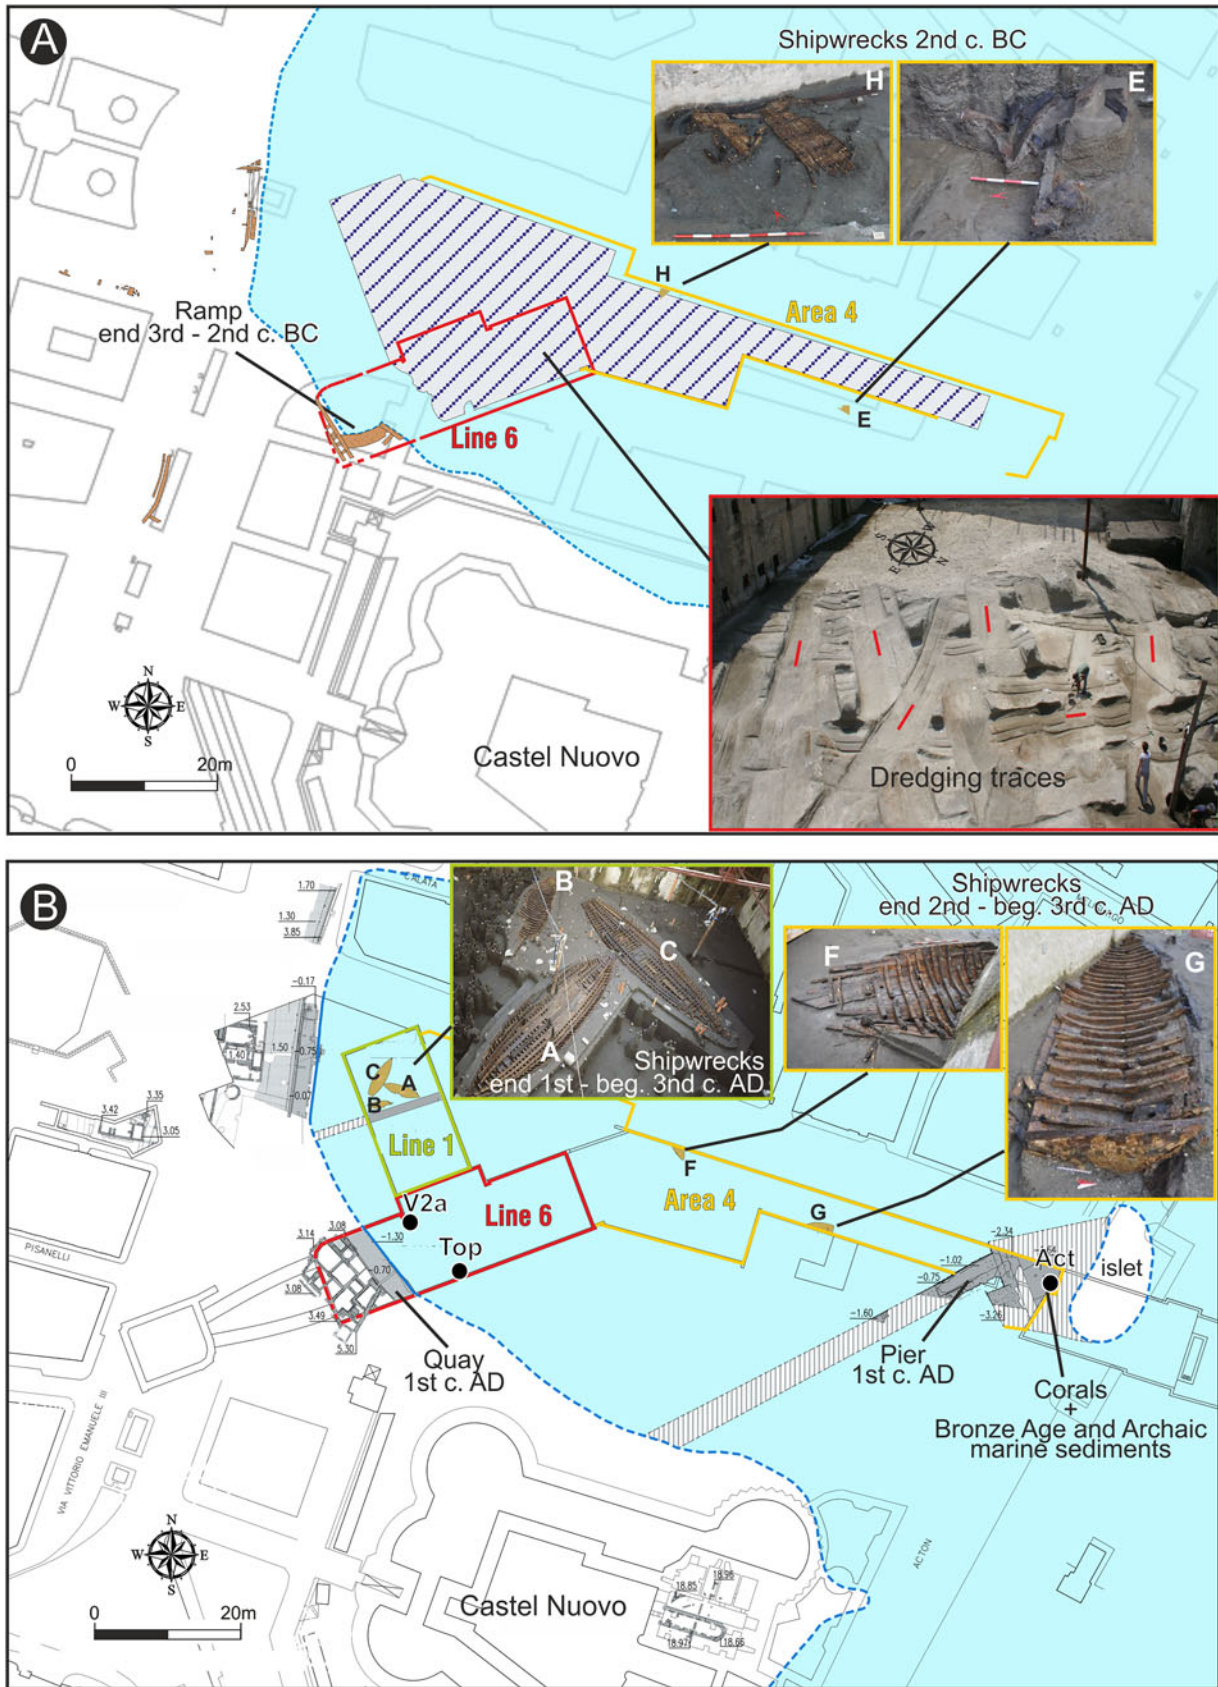 A
Shipwrecks 2nd c. BC
H
E
H
Area 4
Ramp
end 3rd - 2nd c. BC
E
Line 6
S
W
E
N
N
W
E
S
0
20m
Castel Nuovo
Dredging traces
B
CALATA
1.70
1.30
3.85
B
C
A
Shipwrecks
end 1st - beg. 3nd c. AD
Shipwrecks
end 2nd - beg. 3rd c. AD
F
G
-0.17
2.53
1.50
-0.75
1.40
-0.07
C
A
B
3.42
3.35
3.05
Line 1
F
Area 4
G
V2a
Line 6
3.14
3.08
-1.30
Top
-0.70
3.08
3.49
5.30
PISANELLI
Quay
1st c. AD
-2.34
-1.02
Act
-0.75
islet
-1.60
-3.26
Pier
1st c. AD
Corals
+
Bronze Age and Archaic
marine sediments
VIA VITTORIO EMANUELE III
ACTON
N
W
E
S
0
20m
Castel Nuovo
18.85
18.96
18.97
18.66